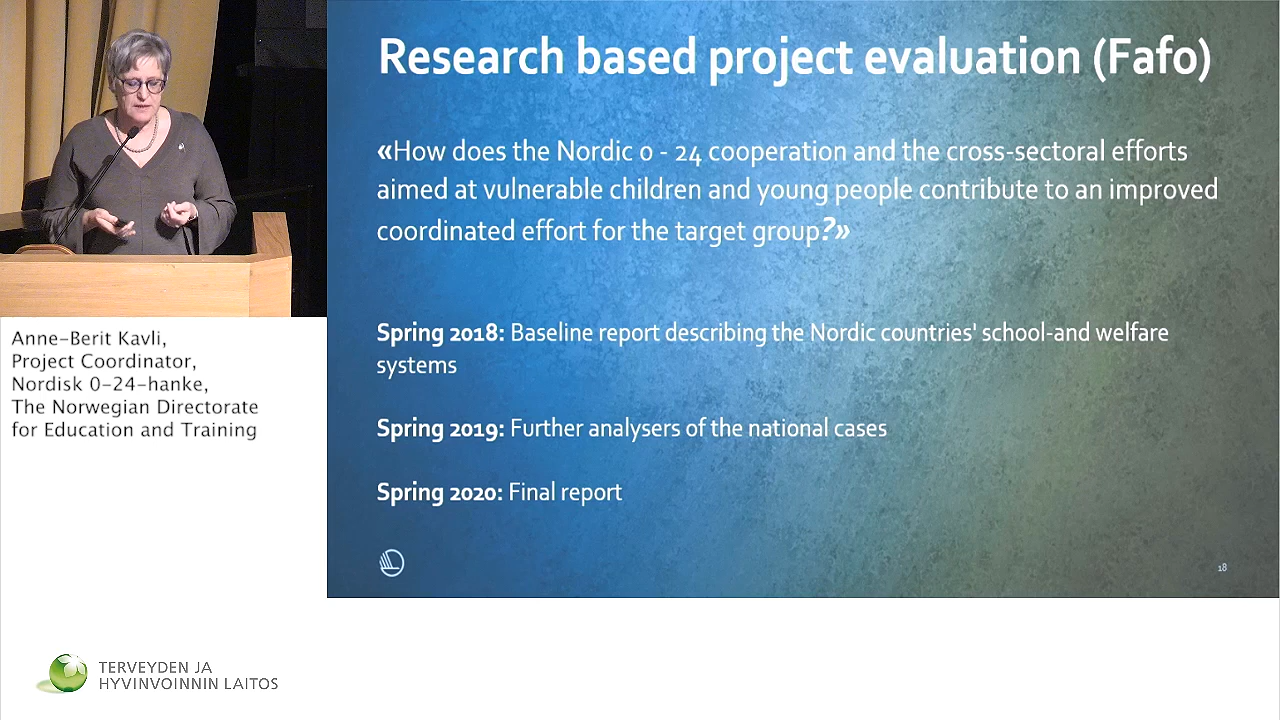 Research based project evaluation (Fafo)
«How does the Nordic 0 - 24 cooperation and the cross-sectoral efforts
aimed at vulnerable children and young people contribute to an improved
coordinated effort for the target group?»
Spring 2018: Baseline report describing the Nordic countries' school-and welfare
systems
Spring 2019: Further analysers of the national cases
Spring 2020: Final report
18
Anne-Berit Kavli,
Project Coordinator,
Nordisk 0-24-hanke,
The Norwegian Directorate
for Education and Training
TERVEYDEN JA
HYVINVOINNIN LAITOS